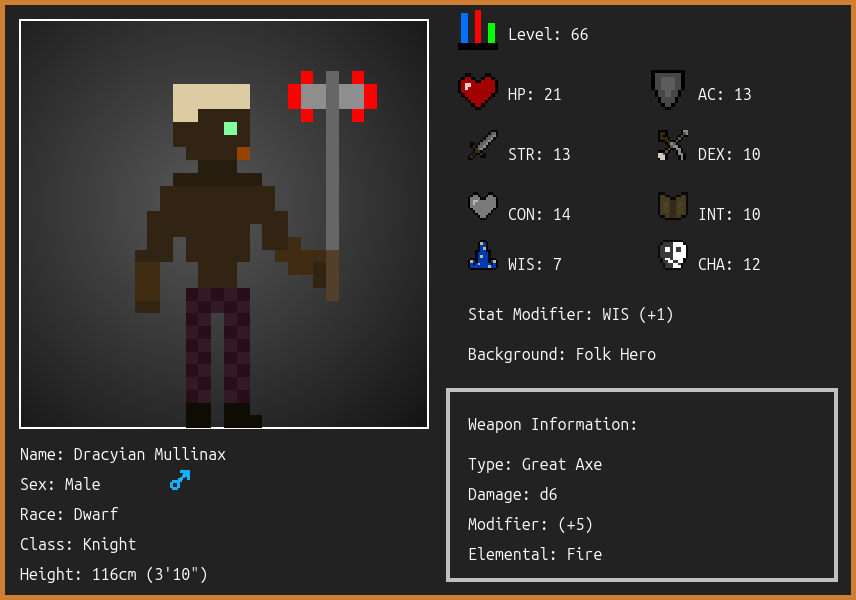 Level: 66
HP: 21
AC: 13
STR: 13
DEX: 10
CON: 14
INT: 10
WIS: 7
CHA: 12
Stat Modifier: WIS (+1)
Background: Folk Hero
Weapon Information:
Type: Great Axe
Damage: d6
Modifier: (+5)
Elemental: Fire
Name: Dracyian Mullinax
Sex: Male
Race: Dwarf
Class: Knight
Height: 116cm (3'10")